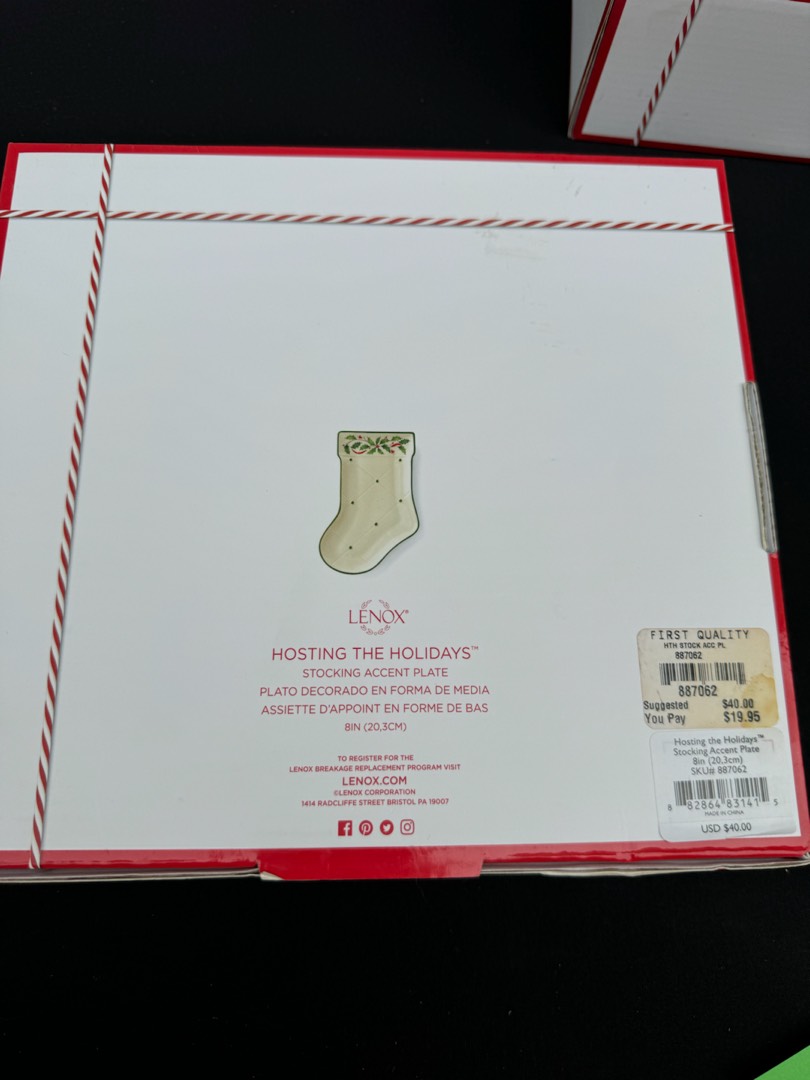 LENOX®
HOSTING THE HOLIDAYS™
STOCKING ACCENT PLATE
PLATO DECORADO EN FORMA DE MEDIA
ASSIETTE D'APPOINT EN FORME DE BAS
8IN (20,3CM)
TO REGISTER FOR THE
LENOX BREAKAGE REPLACEMENT PROGRAM VISIT
LENOX.COM
©LENOX CORPORATION
1414 RADCLIFFE STREET BRISTOL PA 19007
FIRST QUALITY
HTH STOCK ACC PL
887062
887062
Suggested $40.00
You Pay $19.95
Hosting the Holidays™
Stocking Accent Plate
8in (20.3cm)
SKU# 887062
8 82864 83141 5
MADE IN CHINA
USD $40.00